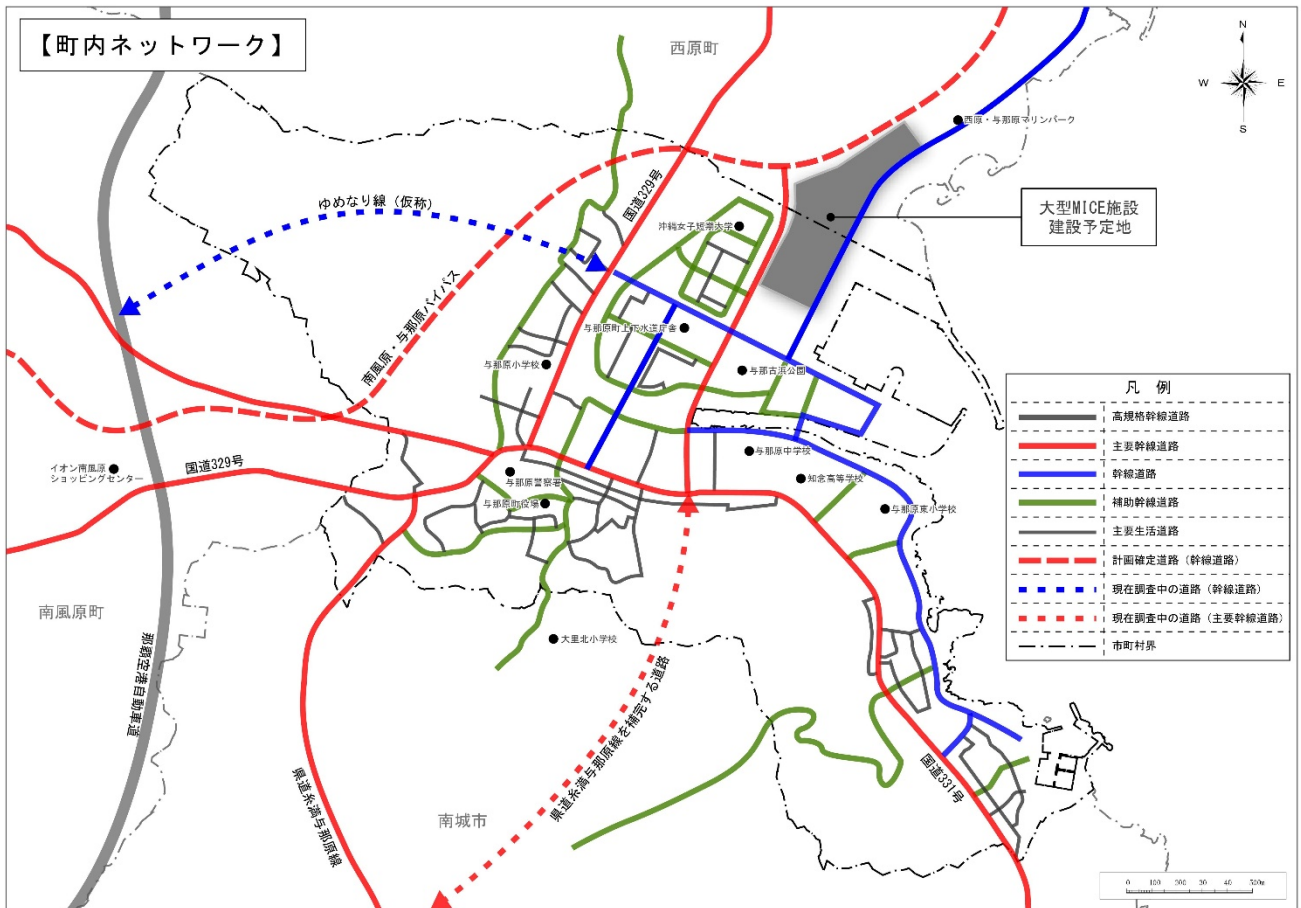 【町内ネットワーク】
西原町
N
W
E
S
西原・与那原マリンパーク
大型MICE施設
建設予定地
ゆめなり線（仮称）
国道329号
沖縄女子短期大学
南風原・与那原バイパス
与那原町上下水道庁舎
与那原小学校
与那古浜公園
イオン南風原
ショッピングセンター
国道329号
与那原警察署
与那原町役場
与那原中学校
知念高等学校
与那原東小学校
南風原町
那覇空港自動車道
大里北小学校
県道糸満与那原線を補完する道路
県道糸満与那原線
南城市
国道331号
凡 例
高規格幹線道路
主要幹線道路
幹線道路
補助幹線道路
主要生活道路
計画確定道路（幹線道路）
現在調査中の道路（幹線道路）
現在調査中の道路（主要幹線道路）
市町村界
0 100 200 30 40 500m